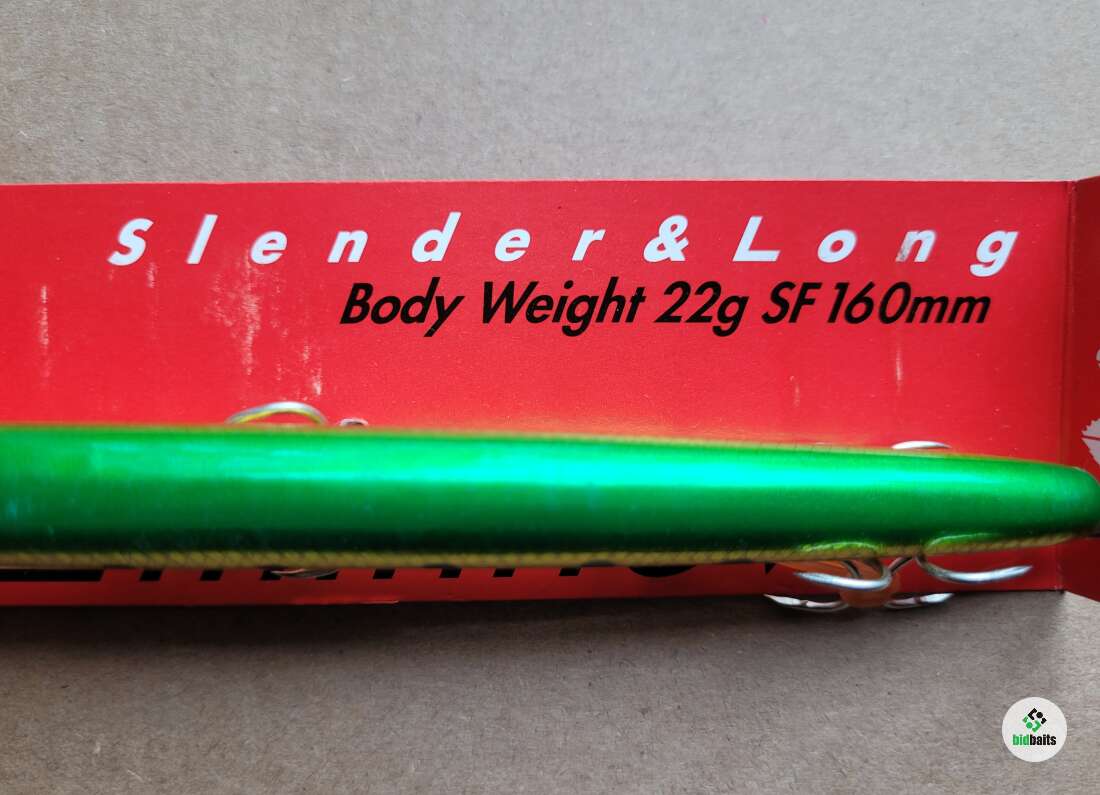 Slender & Long
Body Weight 22g SF 160mm
bidbaits